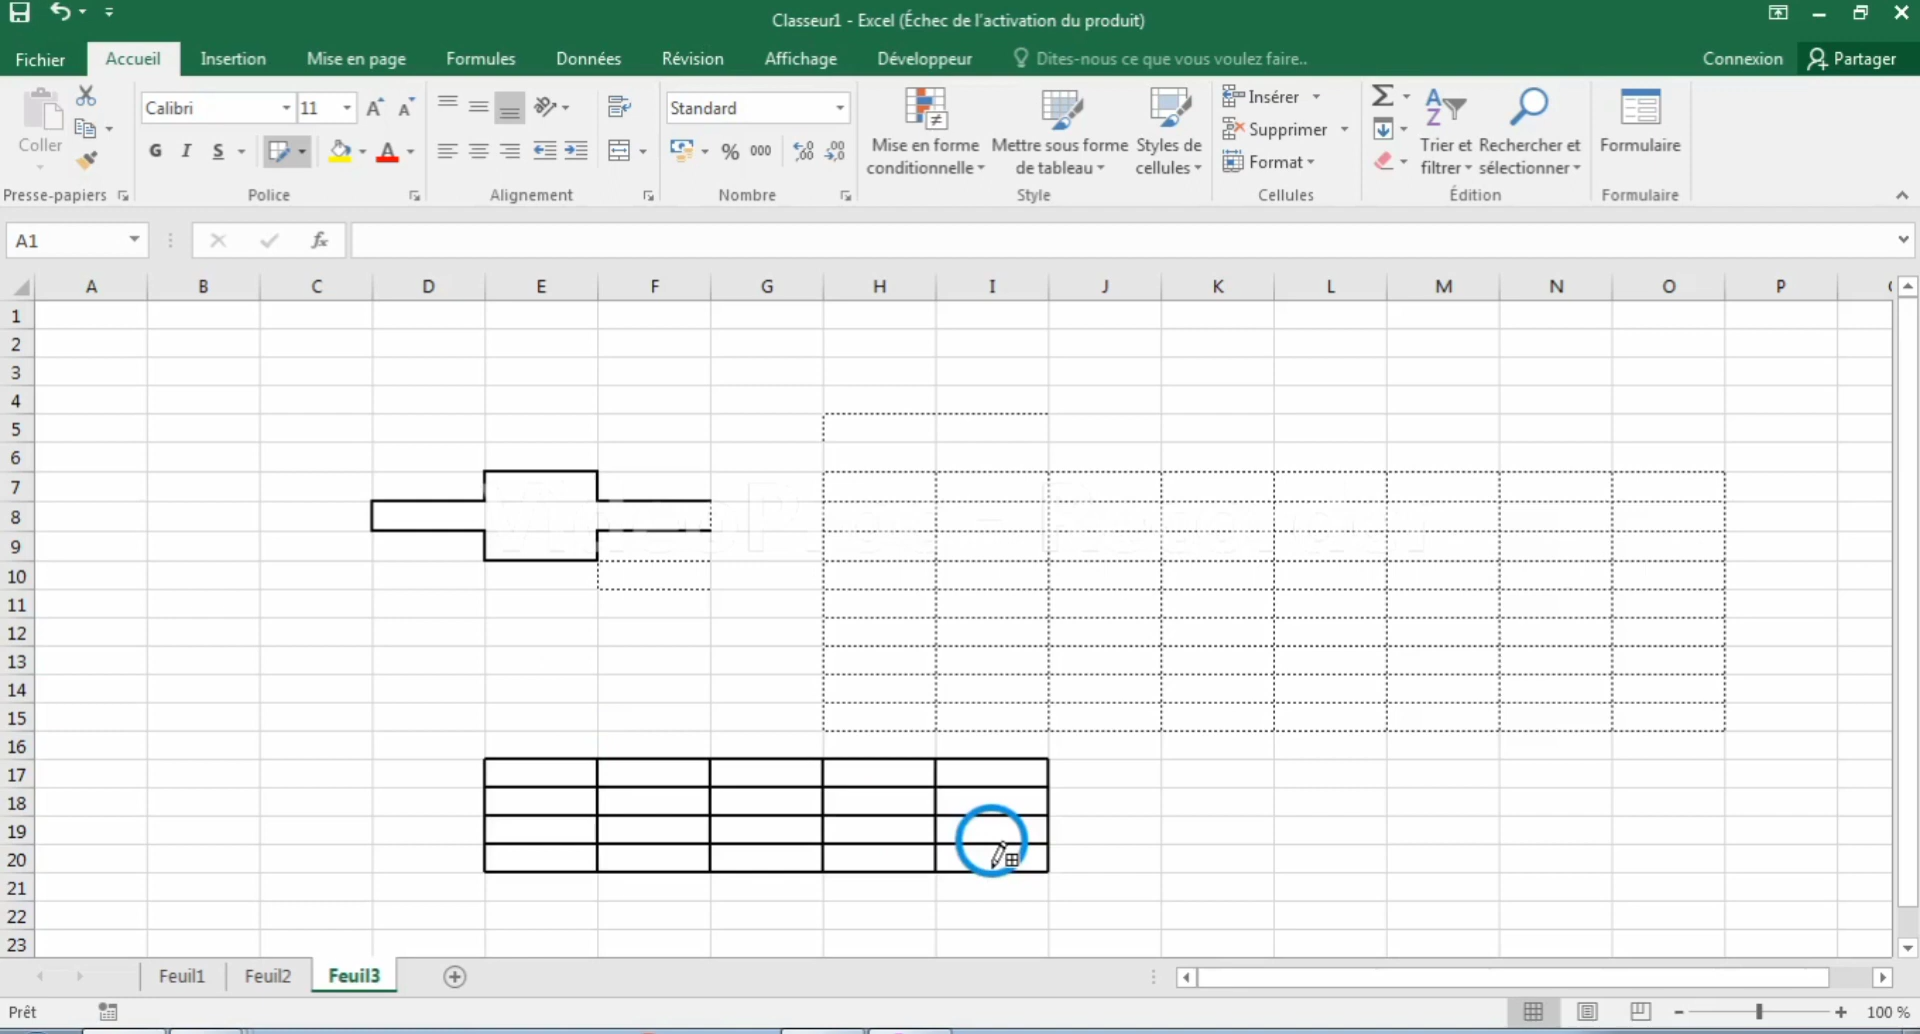 Classeur1 - Excel (Échec de l'activation du produit)
Fichier Accueil Insertion Mise en page Formules Données Révision Affichage Développeur Dites-nous ce que vous voulez faire.. Connexion Partager
Coller
Presse-papiers
Calibri 11
G I S A
Police
Alignement
Standard
% 000
Nombre
Mise en forme conditionnelle
Mettre sous forme de tableau
Styles de cellules
Style
Insérer
Supprimer
Format
Cellules
Trier et filtrer
Rechercher et sélectionner
Édition
Formulaire
Formulaire
A1 fx
A B C D E F G H I J K L M N O P
1
2
3
4
5
6
7
8
9
10
11
12
13
14
15
16
17
18
19
20
21
22
23
Feuil1 Feuil2 Feuil3
Prêt 100 %